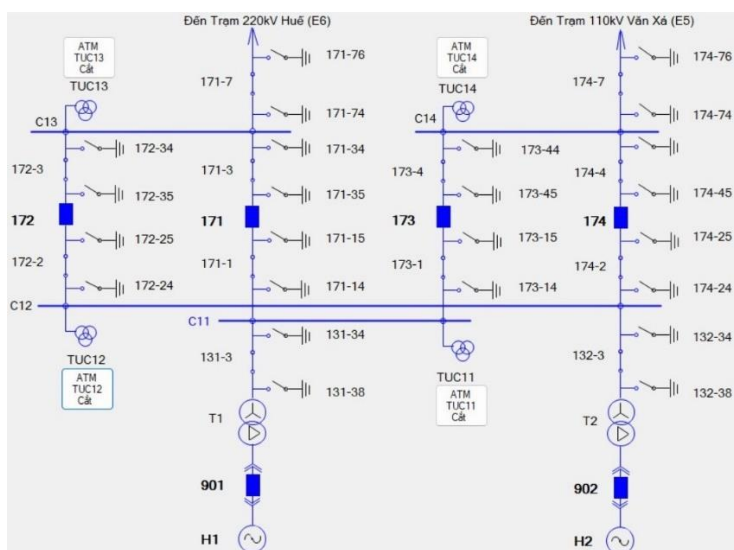 Đến Trạm 220kV Huế (E6)
Đến Trạm 110kV Văn Xá (E5)
ATM
TUC13
Cắt
TUC13
171-76
171-7
171-74
ATM
TUC14
Cắt
TUC14
174-76
174-7
174-74
C13
C14
172-34
172-3
172-35
172
172-25
172-2
172-24
171-34
171-3
171-35
171
171-15
171-1
171-14
173-44
173-4
173-45
173
173-15
173-1
173-14
174-4
174-45
174
174-25
174-2
174-24
C12
C11
TUC12
ATM
TUC12
Cắt
131-34
131-3
131-38
TUC11
ATM
TUC11
Cắt
132-34
132-3
132-38
T1
T2
901
902
H1
H2